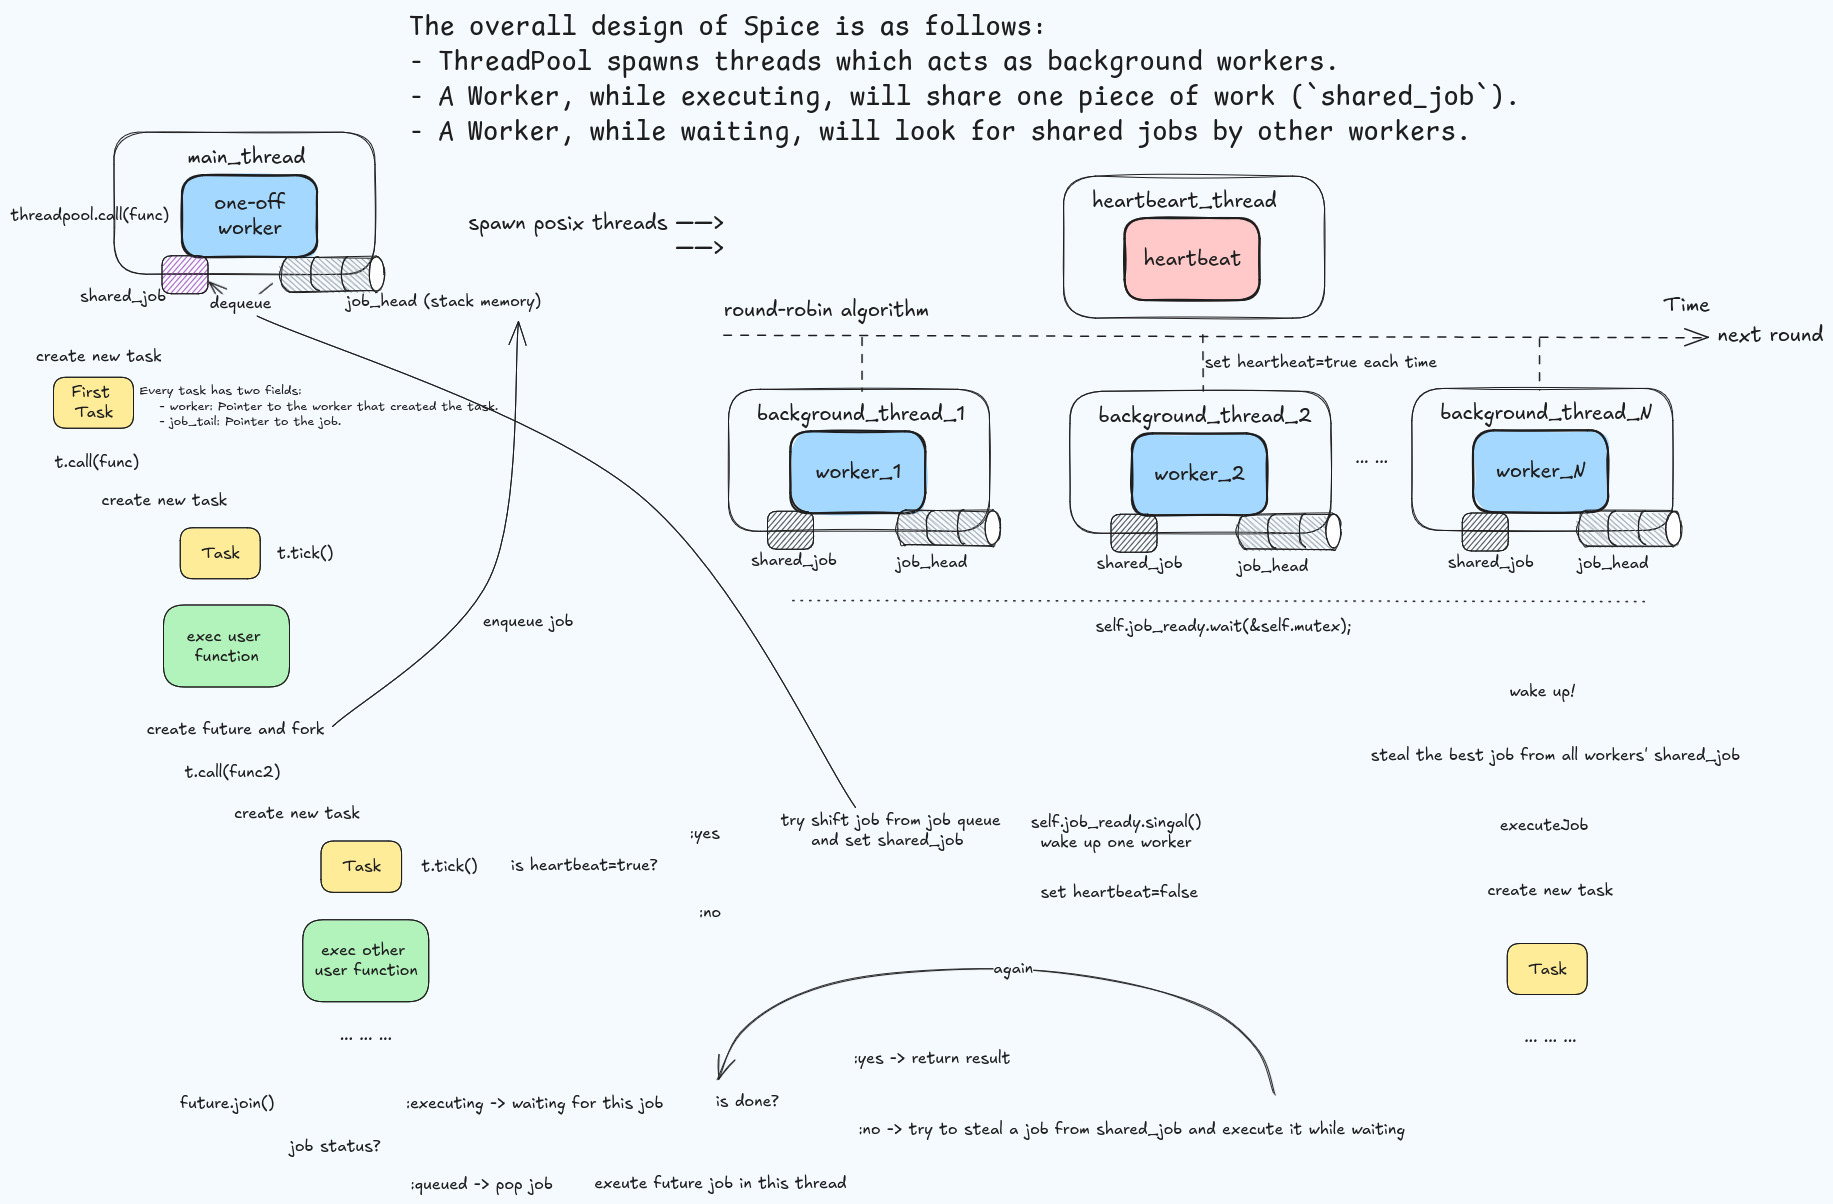 The overall design of Spice is as follows:
- ThreadPool spawns threads which acts as background workers.
- A Worker, while executing, will share one piece of work (`shared_job`).
- A Worker, while waiting, will look for shared jobs by other workers.
main_thread
one-off
worker
threadpool.call(func)
shared_job
dequeue
job_head (stack memory)
spawn posix threads
heartbeart_thread
heartbeat
round-robin algorithm
Time
next round
set heartheat=true each time
create new task
First
Task
Every task has two fields:
- worker: Pointer to the worker that created the task.
- job_tail: Pointer to the job.
t.call(func)
create new task
Task
t.tick()
exec user
function
enqueue job
create future and fork
t.call(func2)
create new task
Task
t.tick()
is heartbeat=true?
:yes
:no
exec other
user function
... ... ...
background_thread_1
worker_1
shared_job
job_head
background_thread_2
worker_2
shared_job
job_head
... ...
background_thread_N
worker_N
shared_job
job_head
self.job_ready.wait(&self.mutex);
try shift job from job queue
and set shared_job
self.job_ready.singal()
wake up one worker
set heartbeat=false
wake up!
steal the best job from all workers' shared_job
executeJob
create new task
Task
... ... ...
again
future.join()
job status?
:executing -> waiting for this job
is done?
:yes -> return result
:no -> try to steal a job from shared_job and execute it while waiting
:queued -> pop job
exeute future job in this thread